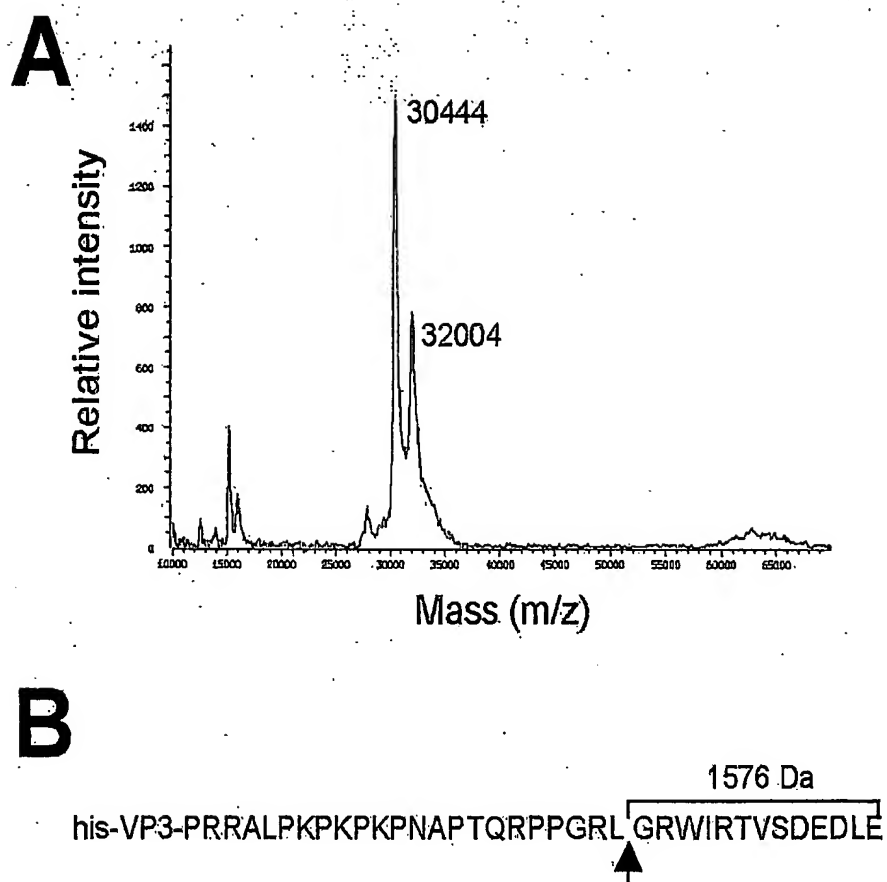 A
Relative intensity
1400
1200
1000
800
600
400
200
0
30444
32004
10000 15000 20000 25000 30000 35000 40000 45000 50000 55000 60000 65000
Mass (m/z)
B
1576 Da
his-VP3-PRRALPKPKPKPNAPTQRPPGRL GRWIRTVSDEDLE